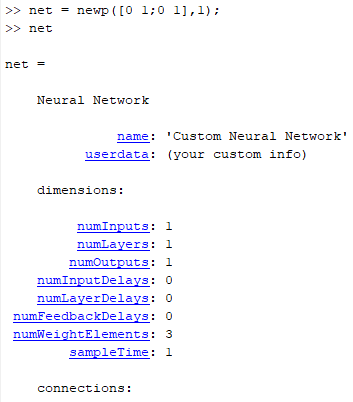 >> net = newp([0 1;0 1],1);
>> net
net =
Neural Network
name: 'Custom Neural Network'
userdata: (your custom info)
dimensions:
numInputs: 1
numLayers: 1
numOutputs: 1
numInputDelays: 0
numLayerDelays: 0
numFeedbackDelays: 0
numWeightElements: 3
sampleTime: 1
connections: